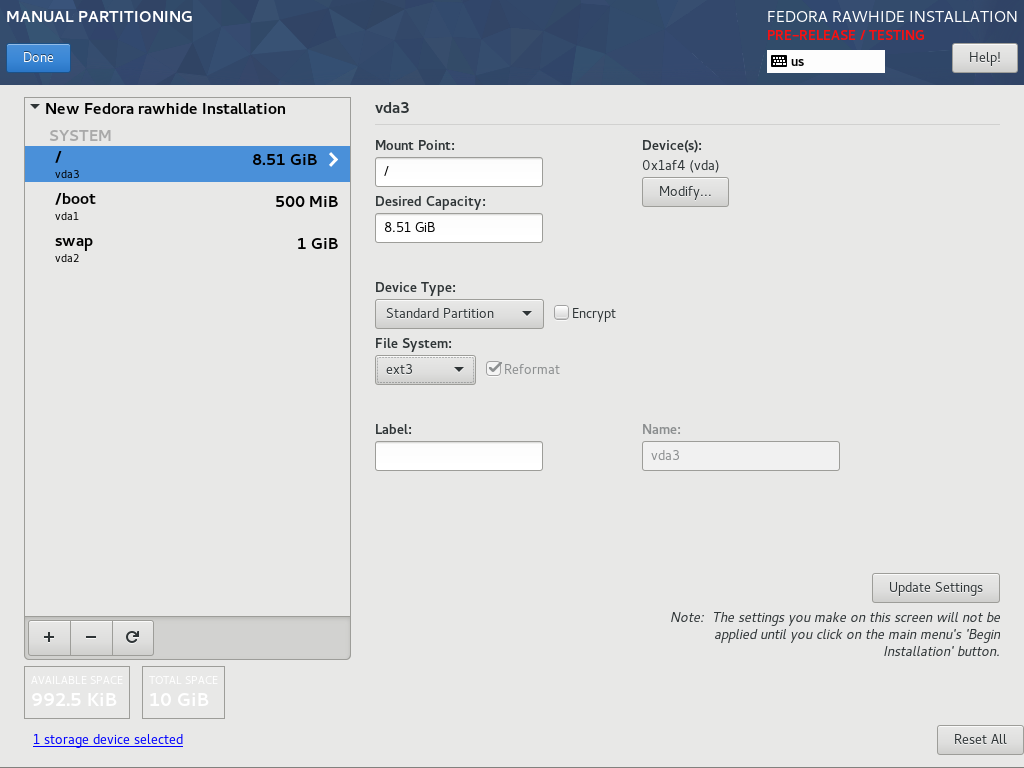 MANUAL PARTITIONING
FEDORA RAWHIDE INSTALLATION
PRE-RELEASE / TESTING
Done
us
Help!
New Fedora rawhide Installation
SYSTEM
/
8.51 GiB
vda3
/boot
500 MiB
vda1
swap
1 GiB
vda2
+
−
vda3
Mount Point:
/
Desired Capacity:
8.51 GiB
Device(s):
0x1af4 (vda)
Modify...
Device Type:
Standard Partition
Encrypt
File System:
ext3
Reformat
Label:
Name:
vda3
Update Settings
Note:  The settings you make on this screen will not be
applied until you click on the main menu's 'Begin
Installation' button.
AVAILABLE SPACE
992.5 KiB
TOTAL SPACE
10 GiB
1 storage device selected
Reset All